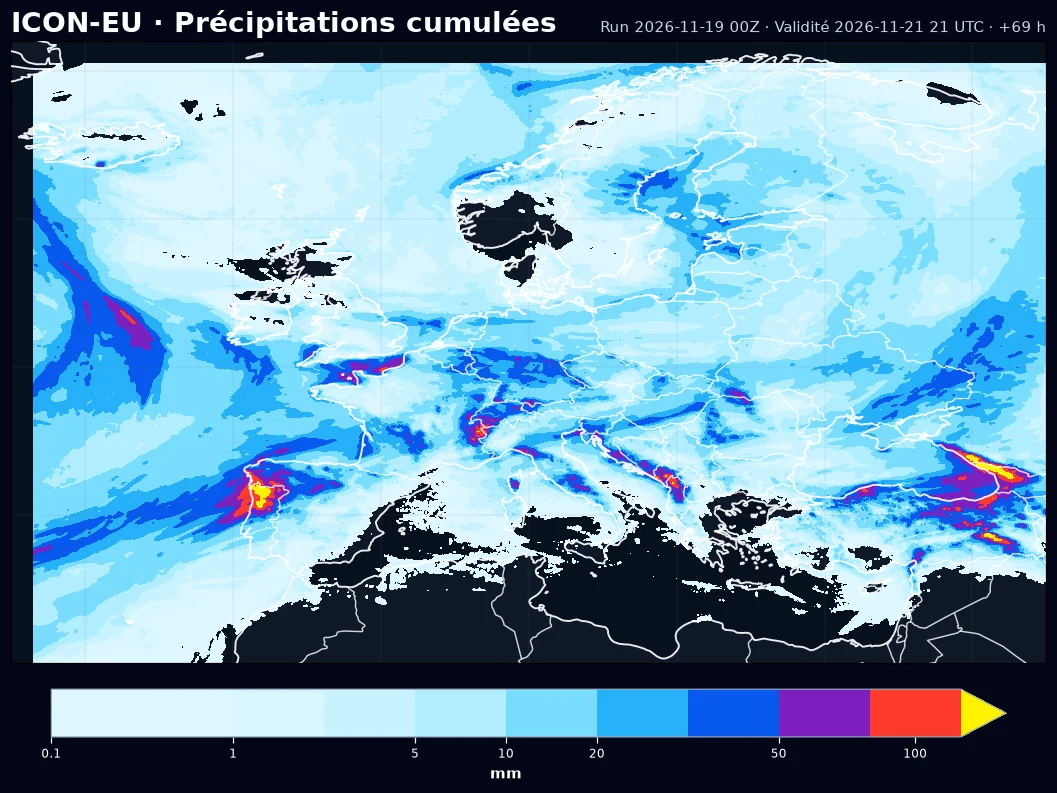 ICON-EU · Précipitations cumulées
Run 2026-11-19 00Z · Validité 2026-11-21 21 UTC · +69 h
0.1 1 5 10 20 50 100
mm